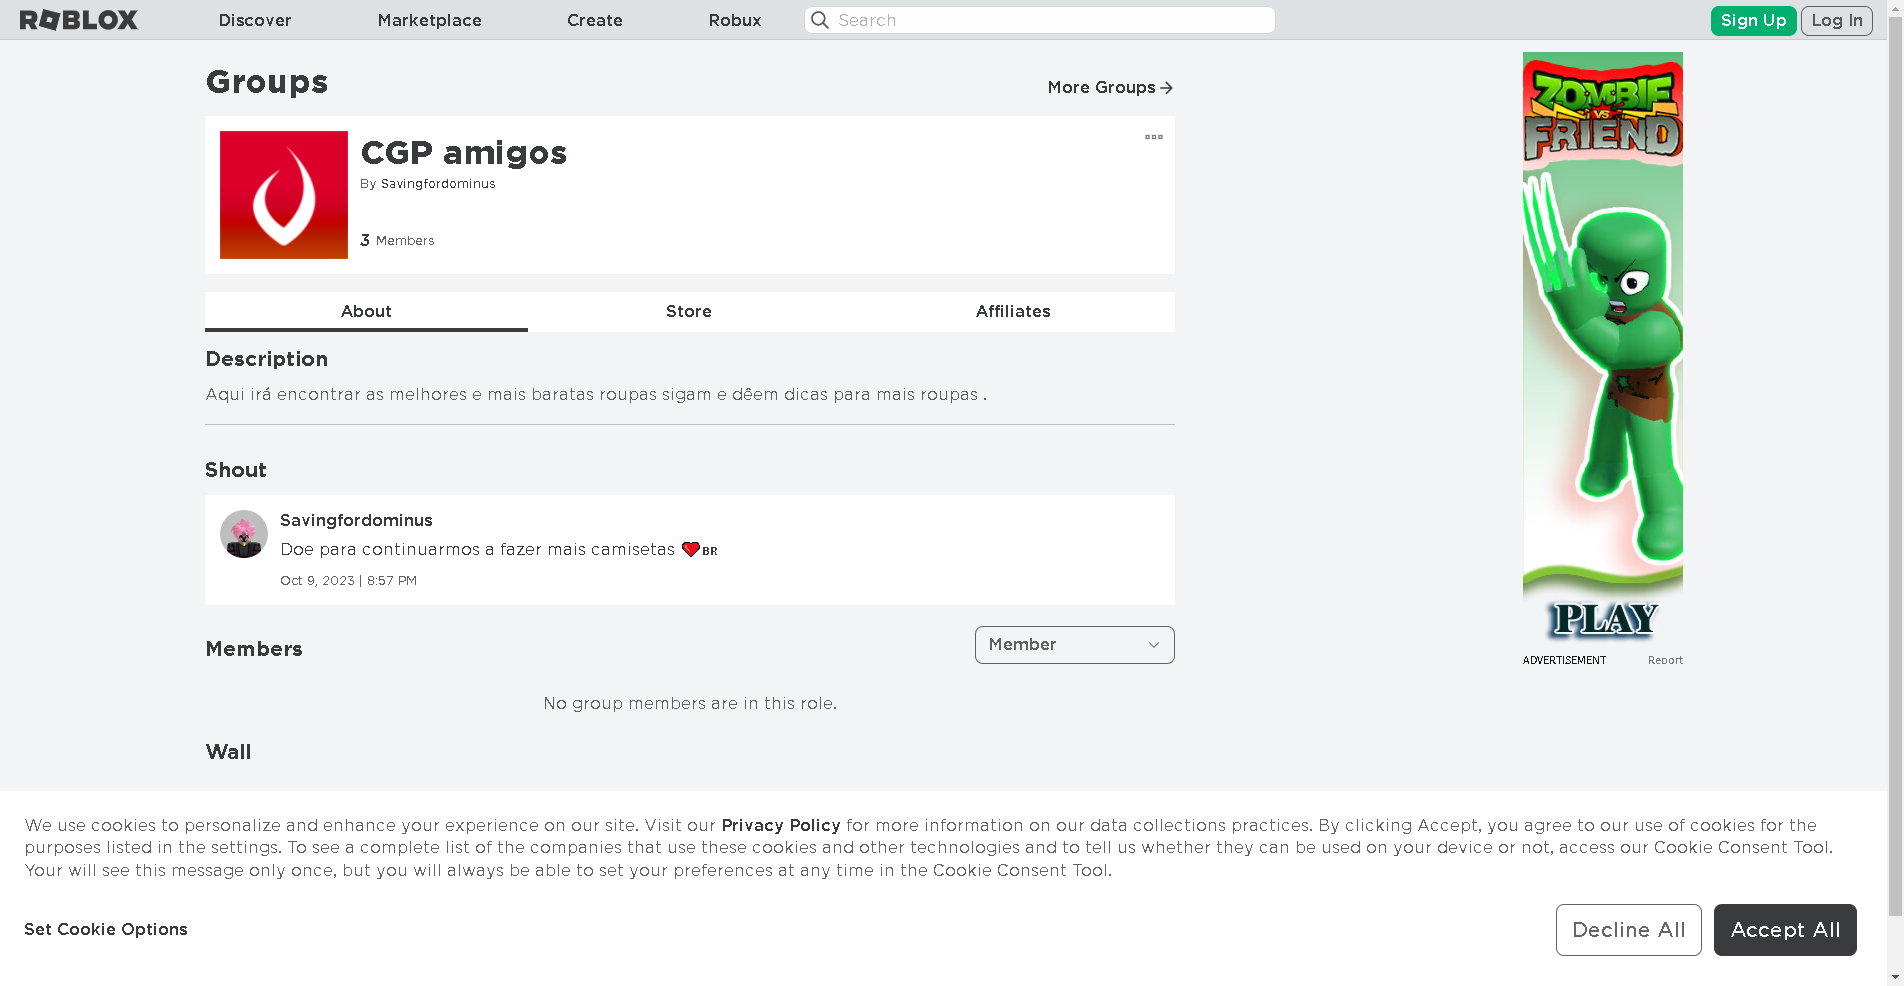 ROBLOX
Discover
Marketplace
Create
Robux
Search
Sign Up
Log In
Groups
More Groups
CGP amigos
By Savingfordominus
3 Members
About
Store
Affiliates
Description
Aqui irá encontrar as melhores e mais baratas roupas sigam e dêem dicas para mais roupas .
Shout
Savingfordominus
Doe para continuarmos a fazer mais camisetas ❤️BR
Oct 9, 2023 | 8:57 PM
Members
Member
No group members are in this role.
Wall
ZOMBIE
VS
FRIEND
PLAY
ADVERTISEMENT
Report
We use cookies to personalize and enhance your experience on our site. Visit our Privacy Policy for more information on our data collections practices. By clicking Accept, you agree to our use of cookies for the
purposes listed in the settings. To see a complete list of the companies that use these cookies and other technologies and to tell us whether they can be used on your device or not, access our Cookie Consent Tool.
Your will see this message only once, but you will always be able to set your preferences at any time in the Cookie Consent Tool.
Set Cookie Options
Decline All
Accept All